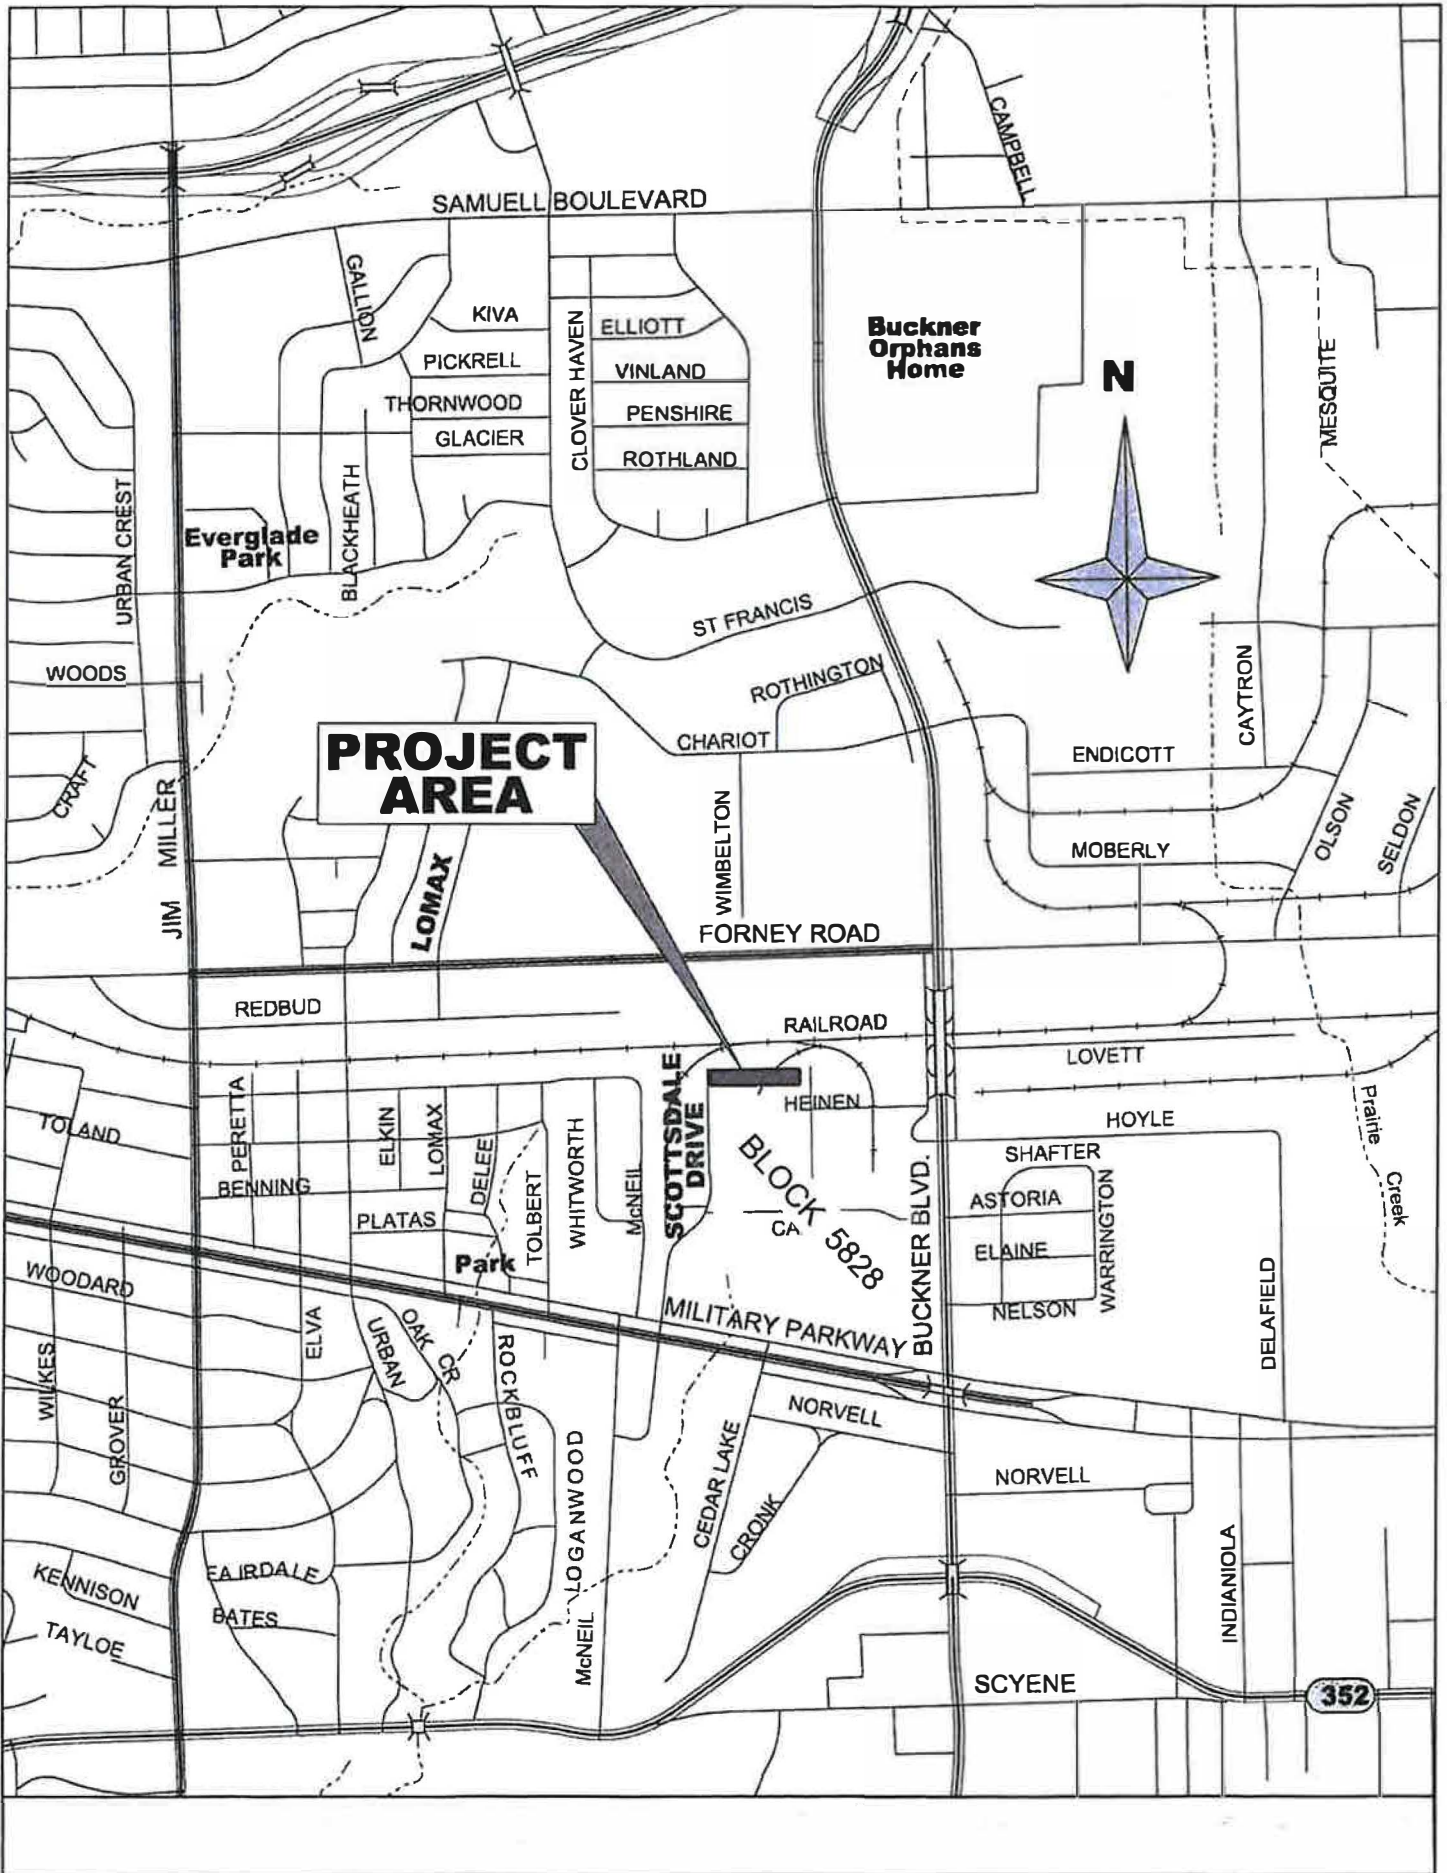 CAMPBELL
SAMUELL BOULEVARD
GALLION
KIVA
ELLIOTT
Buckner
Orphans
Home
N
MESQUITE
PICKRELL
CLOVER HAVEN
VINLAND
THORNWOOD
PENSHIRE
GLACIER
ROTHLAND
URBAN CREST
BLACKHEATH
Everglade
Park
ST FRANCIS
WOODS
ROTHINGTON
CAYTRON
CHARIOT
ENDICOTT
PROJECT
AREA
CRAFT
JIM MILLER
LOMAX
WIMBELTON
MOBERLY
OLSON
SELDON
FORNEY ROAD
REDBUD
RAILROAD
LOVETT
SCOTTSDALE
DRIVE
HEINEN
HOYLE
Prairie
Creek
TOLAND
PERETTA
ELKIN
LOMAX
DELEE
TOLBERT
WHITWORTH
McNEIL
BENNING
PLATAS
Park
BLOCK 5828
CA
BUCKNER BLVD.
SHAFTER
ASTORIA
ELAINE
NELSON
WARRINGTON
DELAFIELD
WOODARD
MILITARY PARKWAY
WILKES
GROVER
ELVA
URBAN
OAK CR
ROCKBLUFF
LOGANWOOD
McNEIL
CEDAR LAKE
CRONK
NORVELL
NORVELL
INDIANIOLA
KENNISON
FAIRDALE
BATES
TAYLOE
SCYENE
352